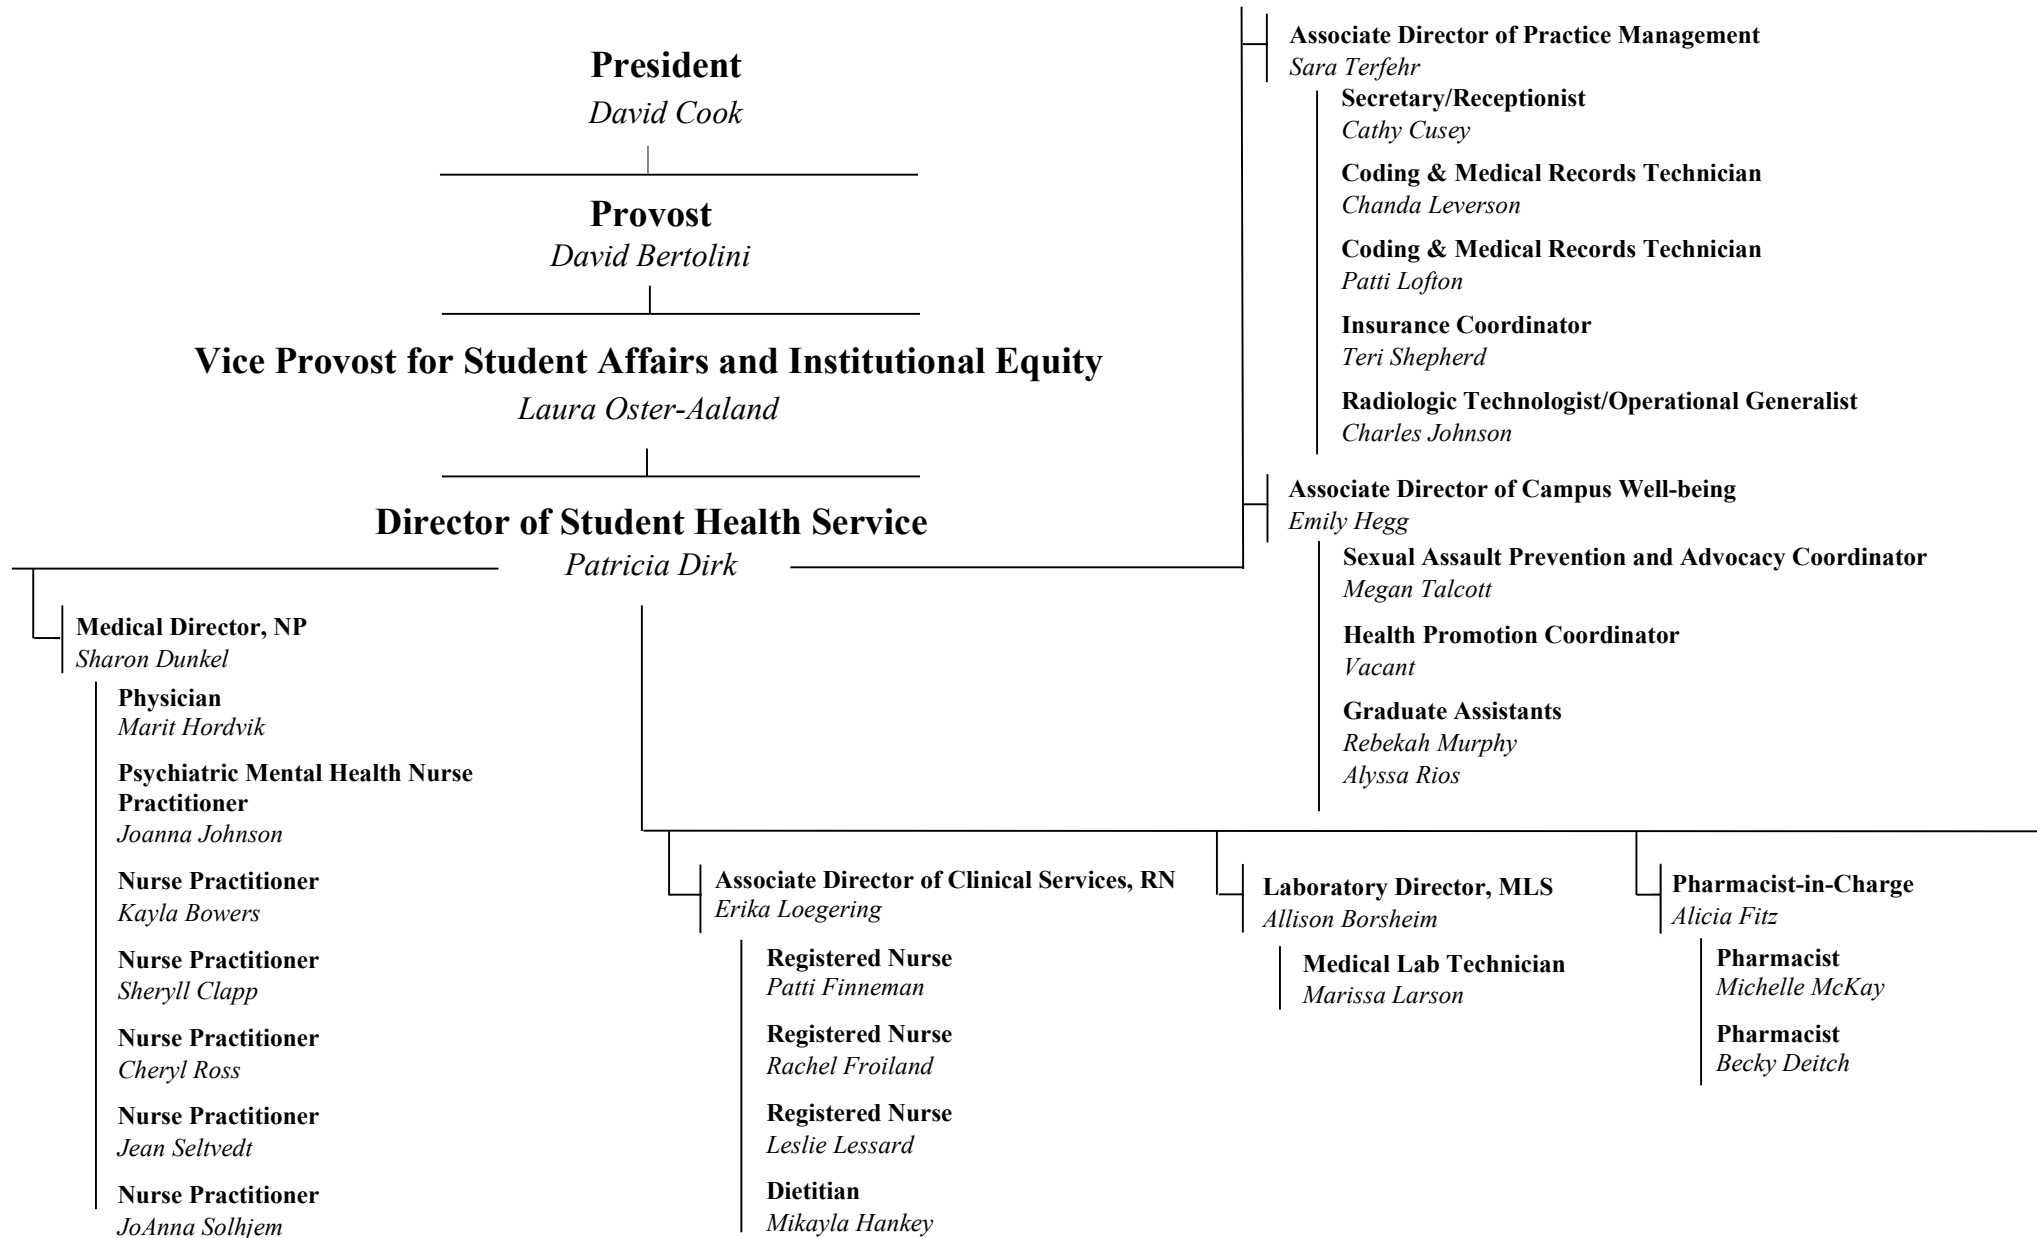 President
David Cook
Provost
David Bertolini
Vice Provost for Student Affairs and Institutional Equity
Laura Oster-Aaland
Director of Student Health Service
Patricia Dirk
Medical Director, NP
Sharon Dunkel
Physician
Marit Hordvik
Psychiatric Mental Health Nurse
Practitioner
Joanna Johnson
Nurse Practitioner
Kayla Bowers
Nurse Practitioner
Sheryll Clapp
Nurse Practitioner
Cheryl Ross
Nurse Practitioner
Jean Seltvedt
Nurse Practitioner
JoAnna Solhjem
Associate Director of Clinical Services, RN
Erika Loegering
Registered Nurse
Patti Finneman
Registered Nurse
Rachel Froiland
Registered Nurse
Leslie Lessard
Dietitian
Mikayla Hankey
Laboratory Director, MLS
Allison Borsheim
Medical Lab Technician
Marissa Larson
Pharmacist-in-Charge
Alicia Fitz
Pharmacist
Michelle McKay
Pharmacist
Becky Deitch
Associate Director of Practice Management
Sara Terfehr
Secretary/Receptionist
Cathy Cusey
Coding & Medical Records Technician
Chanda Leverson
Coding & Medical Records Technician
Patti Lofton
Insurance Coordinator
Teri Shepherd
Radiologic Technologist/Operational Generalist
Charles Johnson
Associate Director of Campus Well-being
Emily Hegg
Sexual Assault Prevention and Advocacy Coordinator
Megan Talcott
Health Promotion Coordinator
Vacant
Graduate Assistants
Rebekah Murphy
Alyssa Rios